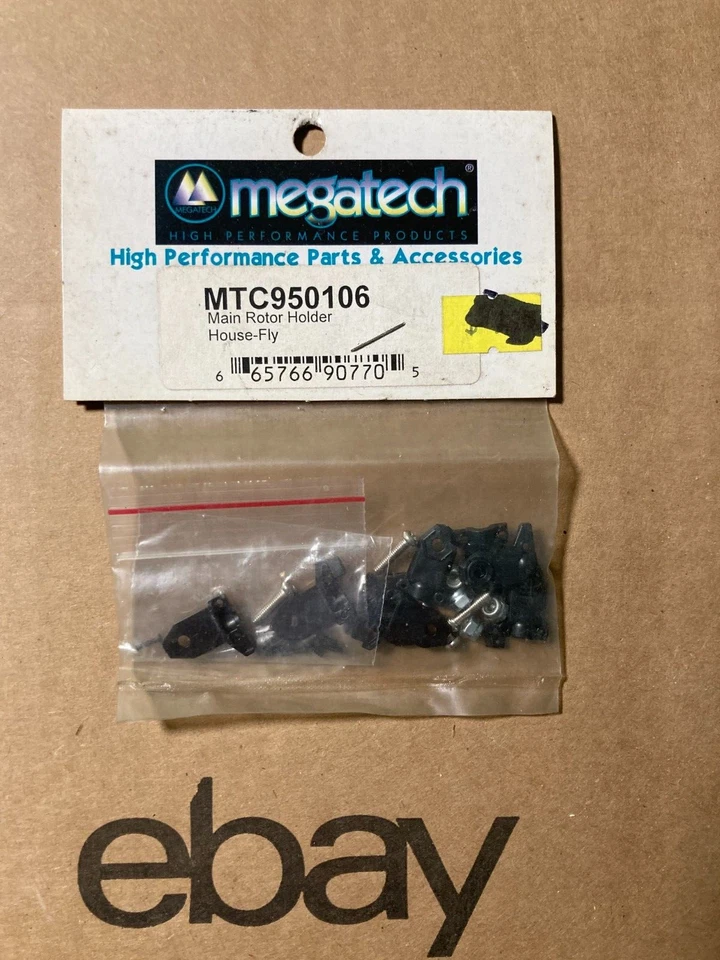 megatech®
MEGATECH
HIGH PERFORMANCE PRODUCTS
High Performance Parts & Accessories
MTC950106
Main Rotor Holder
House-Fly
6 65766 90770 5
ebay